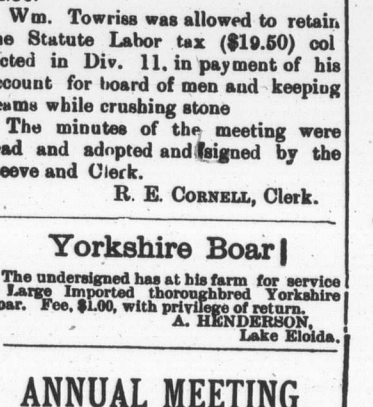 Wm. Towriss was allowed to retain
e Statute Labor tax ($19.50) col
cted in Div. 11, in payment of his
ccount for board of men and keeping
eams while crushing stone
The minutes of the meeting were
ad and adopted and signed by the
eeve and Clerk.
R. E. CORNELL, Clerk.
Yorkshire Boar
The undersigned has at his farm for service
Large Imported thoroughbred Yorkshire
oar. Fee, $1.00, with privilege of return.
A. HENDERSON,
Lake Eloida.
ANNUAL MEETING